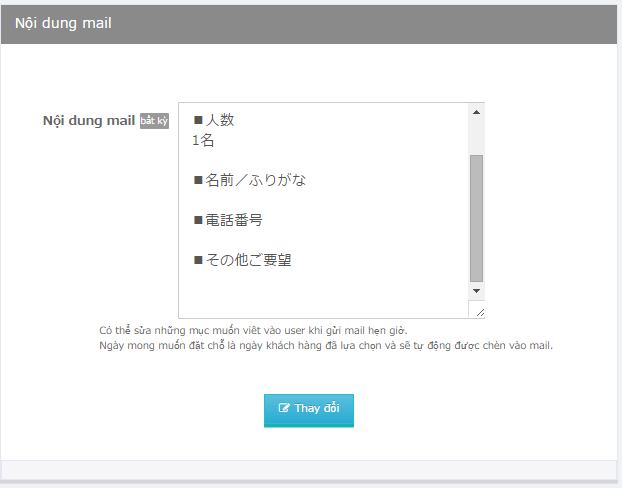 Nội dung mail
Nội dung mail bất kỳ
■人数
1名
■名前／ふりがな
■電話番号
■その他ご要望
Có thể sửa những mục muốn viết vào user khi gửi mail hẹn giờ.
Ngày mong muốn đặt chỗ là ngày khách hàng đã lựa chọn và sẽ tự động được chèn vào mail.
Thay đổi